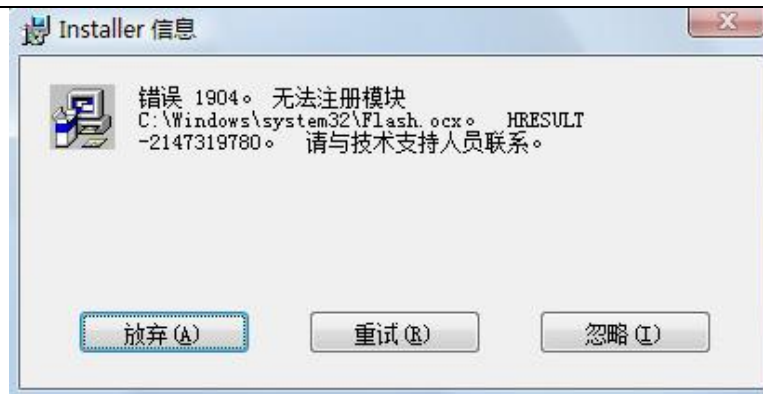 Installer 信息
错误 1904。 无法注册模块
C:\Windows\system32\Flash.ocx。 HRESULT
-2147319780。 请与技术支持人员联系。
放弃(A)
重试(R)
忽略(I)